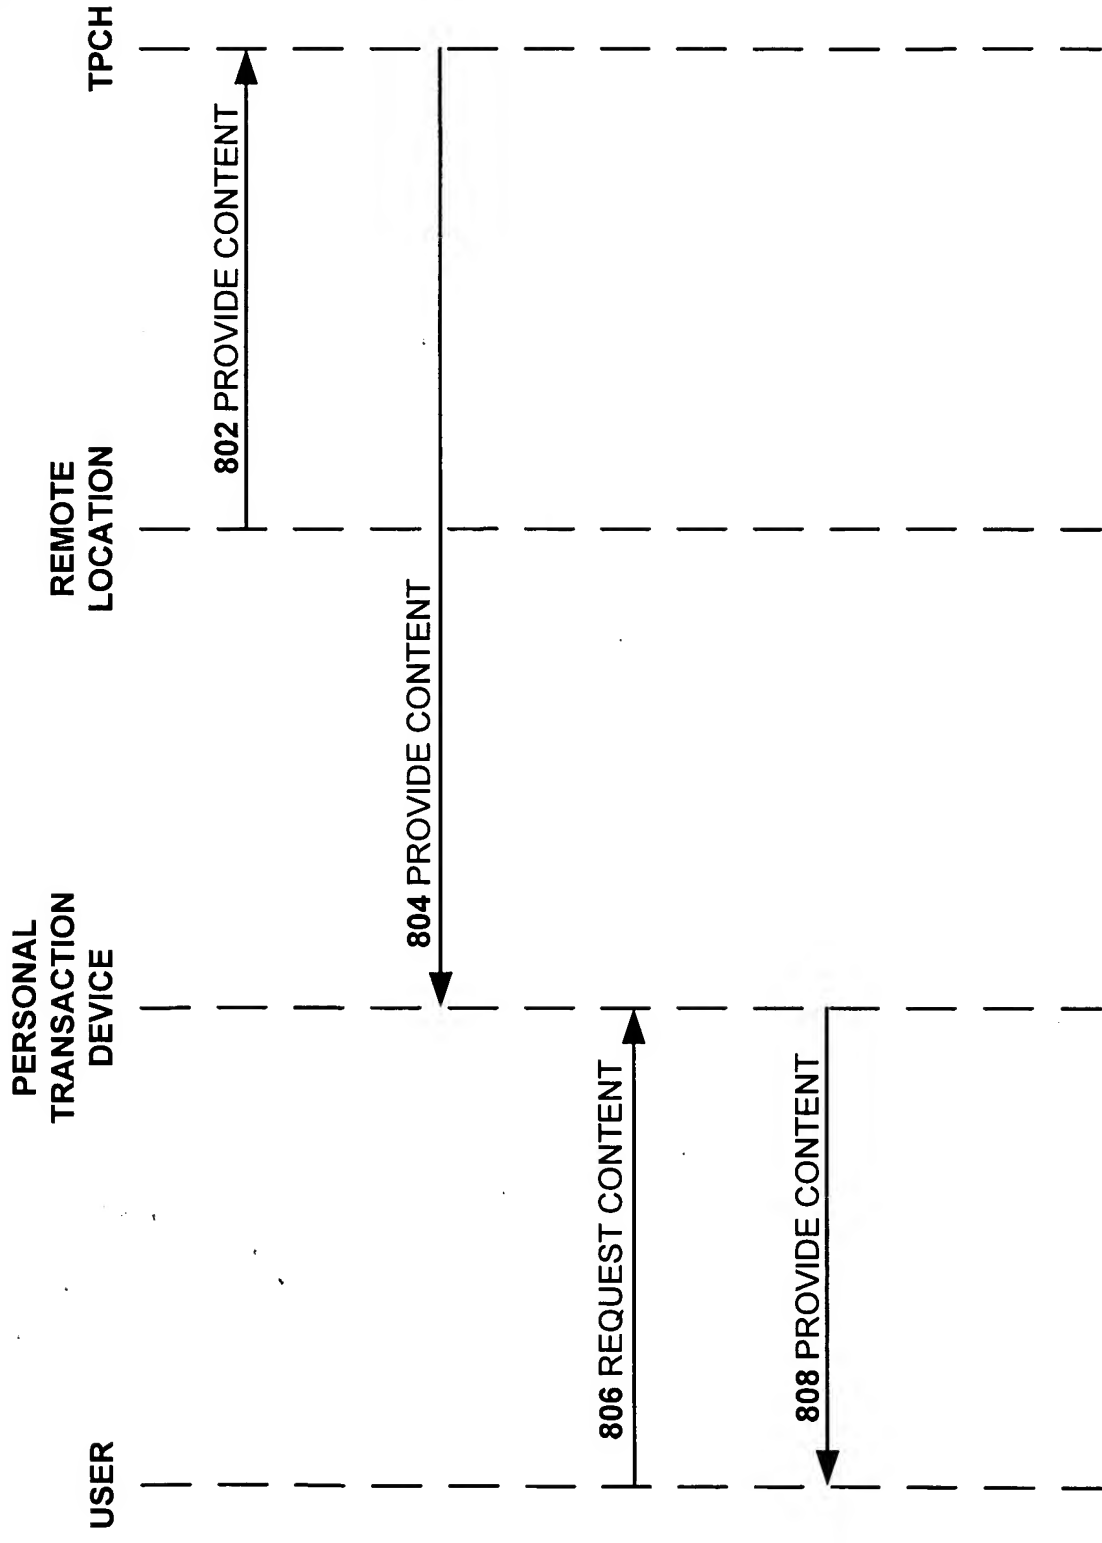 USER
PERSONAL
TRANSACTION
DEVICE
REMOTE
LOCATION
TPCH
802 PROVIDE CONTENT
804 PROVIDE CONTENT
806 REQUEST CONTENT
808 PROVIDE CONTENT